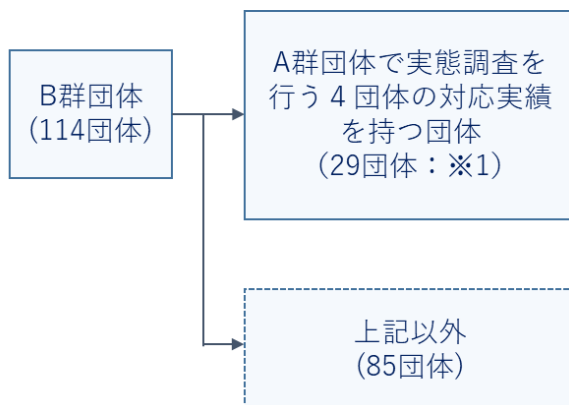 B群団体
(114団体)
A群団体で実態調査を
行う４団体の対応実績
を持つ団体
(29団体：※1)
上記以外
(85団体)